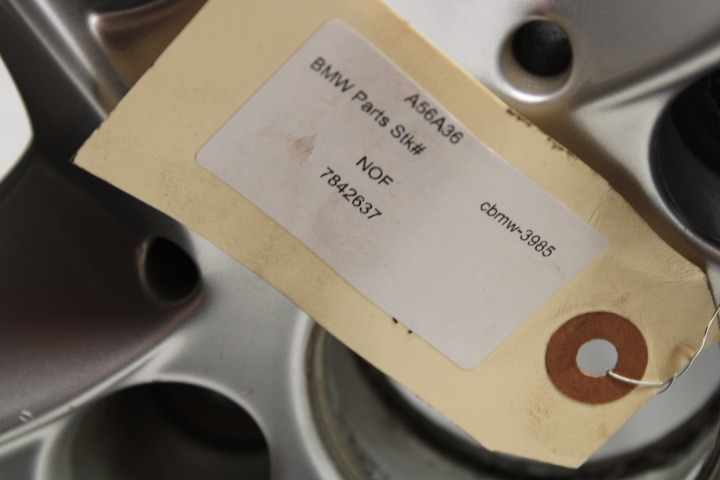 A56A36
BMW Parts Stk#
NOF
7842637
cbmw-3985